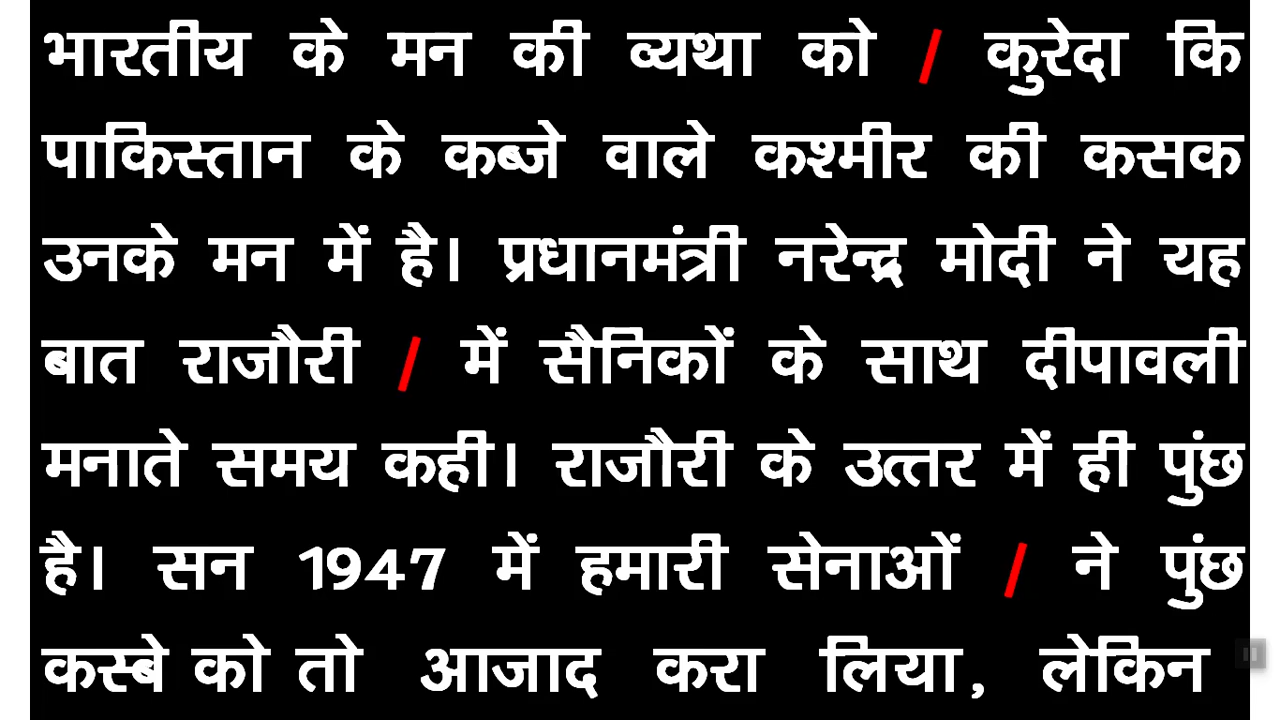 भारतीय के मन की व्यथा को / कुरेदा कि
पाकिस्तान के कब्जे वाले कश्मीर की कसक
उनके मन में है। प्रधानमंत्री नरेन्द्र मोदी ने यह
बात राजौरी / में सैनिकों के साथ दीपावली
मनाते समय कही। राजौरी के उत्तर में ही पुंछ
है। सन 1947 में हमारी सेनाओं / ने पुंछ
कस्बे को तो आजाद करा लिया, लेकिन